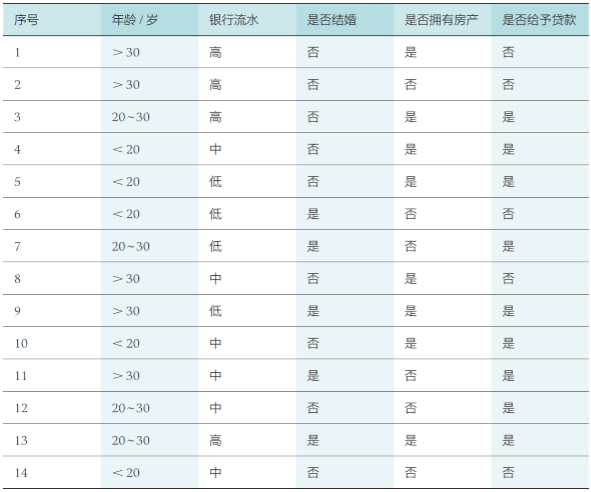 序号 年龄 / 岁 银行流水 是否结婚 是否拥有房产 是否给予贷款
1 ＞30 高 否 是 否
2 ＞30 高 否 否 否
3 20~30 高 否 是 是
4 ＜20 中 否 是 是
5 ＜20 低 否 是 是
6 ＜20 低 是 否 否
7 20~30 低 是 否 是
8 ＞30 中 否 是 否
9 ＞30 低 是 是 是
10 ＜20 中 否 是 是
11 ＞30 中 是 否 是
12 20~30 中 否 否 是
13 20~30 高 是 是 是
14 ＜20 中 否 否 否